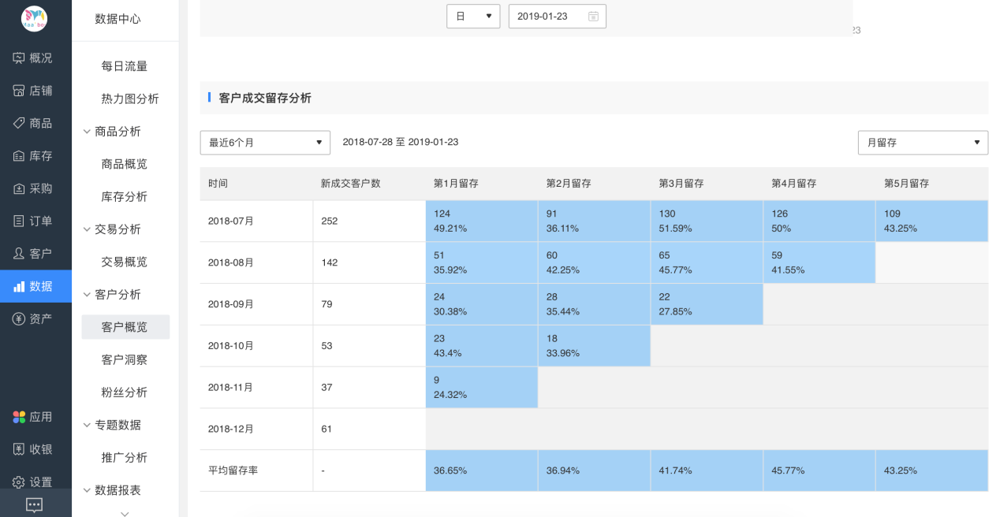 数据中心
日
2019-01-23
23
概况
店铺
商品
库存
采购
订单
客户
数据
资产
应用
收银
设置
每日流量
热力图分析
商品分析
商品概览
库存分析
交易分析
交易概览
客户分析
客户概览
客户洞察
粉丝分析
专题数据
推广分析
数据报表
客户成交留存分析
最近6个月 2018-07-28 至 2019-01-23 月留存
时间 新成交客户数 第1月留存 第2月留存 第3月留存 第4月留存 第5月留存
2018-07月 252 124 91 130 126 109
49.21% 36.11% 51.59% 50% 43.25%
2018-08月 142 51 60 65 59
35.92% 42.25% 45.77% 41.55%
2018-09月 79 24 28 22
30.38% 35.44% 27.85%
2018-10月 53 23 18
43.4% 33.96%
2018-11月 37 9
24.32%
2018-12月 61
平均留存率 - 36.65% 36.94% 41.74% 45.77% 43.25%